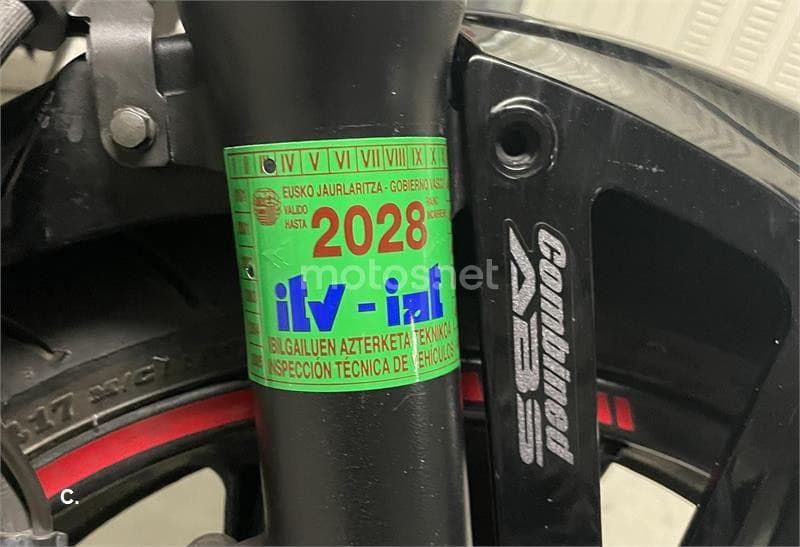 IV V VI VII VIII IX X
EUSKO JAURLARITZA - GOBIERNO VASCO
VALIDO
HASTA
2028
itv - iat
IBILGAILUEN AZTERKETA TEKNIKOA
INSPECCIÓN TÉCNICA DE VEHÍCULOS
motos.net
Combined
ABS
17 M/C
C.